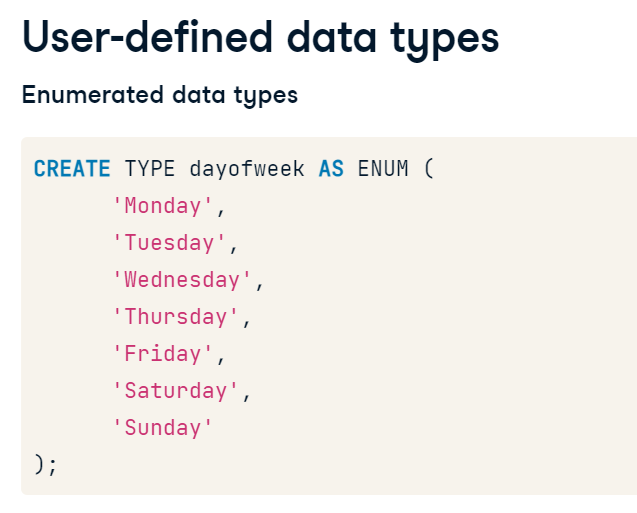 User-defined data types
Enumerated data types
CREATE TYPE dayofweek AS ENUM (
'Monday',
'Tuesday',
'Wednesday',
'Thursday',
'Friday',
'Saturday',
'Sunday'
);